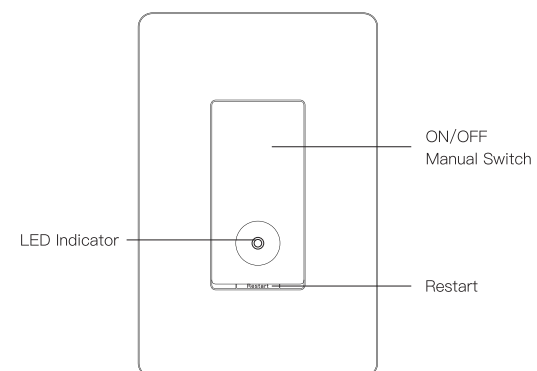 ON/OFF
Manual Switch
LED Indicator
Restart
Restart